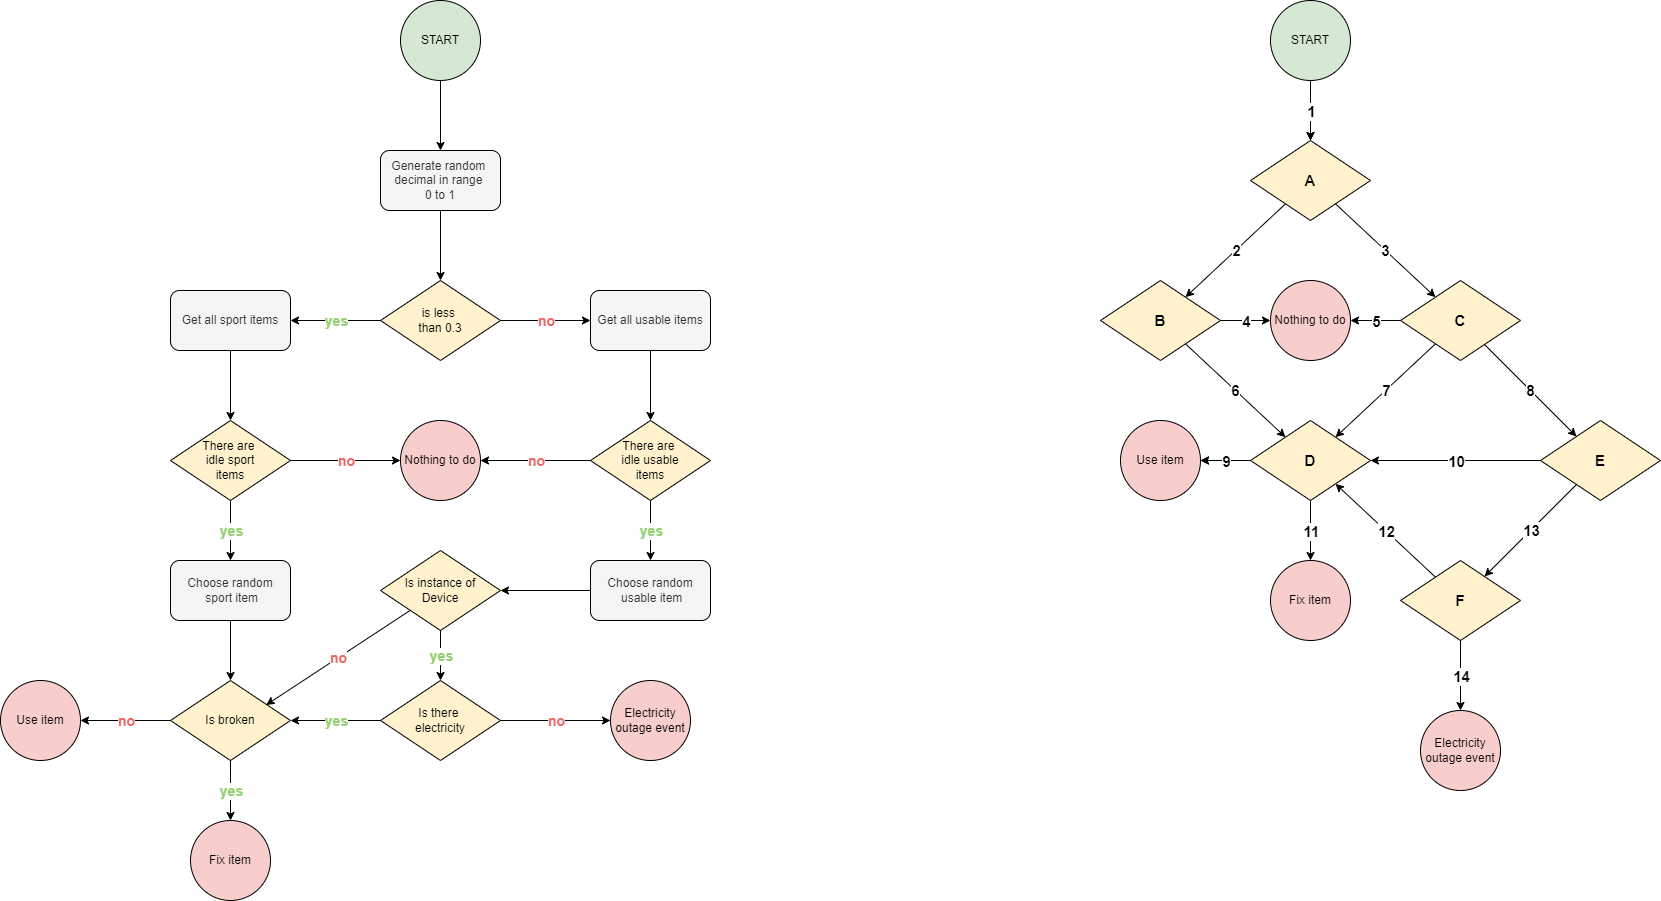 START
Generate random
decimal in range
0 to 1
is less
than 0.3
yes
no
Get all sport items
Get all usable items
There are
idle sport
items
no
Nothing to do
no
There are
idle usable
items
yes
yes
Choose random
sport item
Is instance of
Device
Choose random
usable item
no
yes
Use item
no
Is broken
yes
Is there
electricity
no
Electricity
outage event
yes
Fix item
START
1
A
2
3
B
4
Nothing to do
5
C
6
7
8
Use item
9
D
10
E
11
12
13
Fix item
F
14
Electricity
outage event